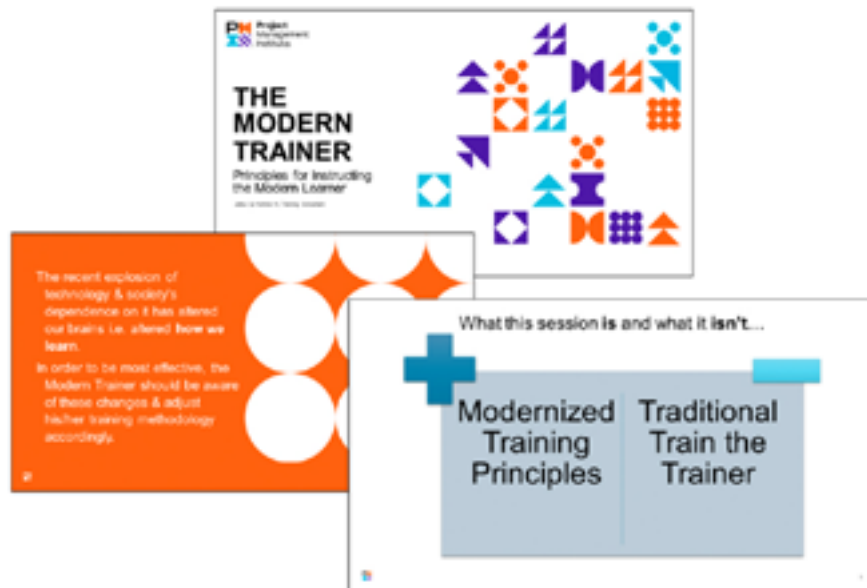 Project
Management
Institute
THE
MODERN
TRAINER
Principles for Instructing
the Modern Learner
The recent explosion of
technology & society's
dependence on it has altered
our brains i.e. altered how we
learn.
In order to be most effective, the
Modern Trainer should be aware
of these changes & adjust
his/her training methodology
accordingly.
What this session is and what it isn't...
Modernized
Training
Principles
Traditional
Train the
Trainer